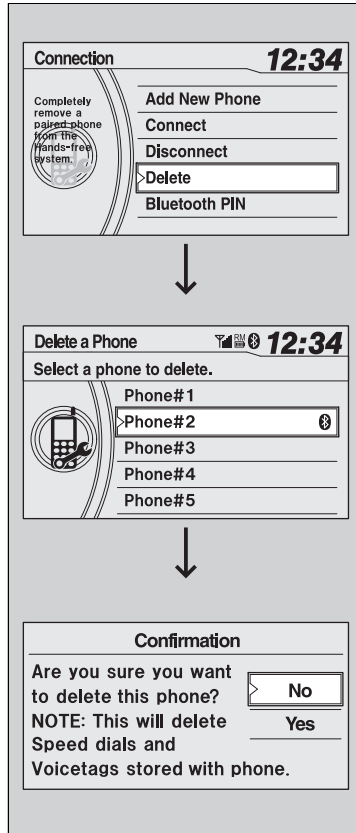 Connection
12:34
Completely
remove a
paired phone
from the
Hands-free
system.
Add New Phone
Connect
Disconnect
Delete
Bluetooth PIN
Delete a Phone
RM
12:34
Select a phone to delete.
Phone#1
Phone#2
Phone#3
Phone#4
Phone#5
Confirmation
Are you sure you want
to delete this phone?
NOTE: This will delete
Speed dials and
Voicetags stored with phone.
No
Yes